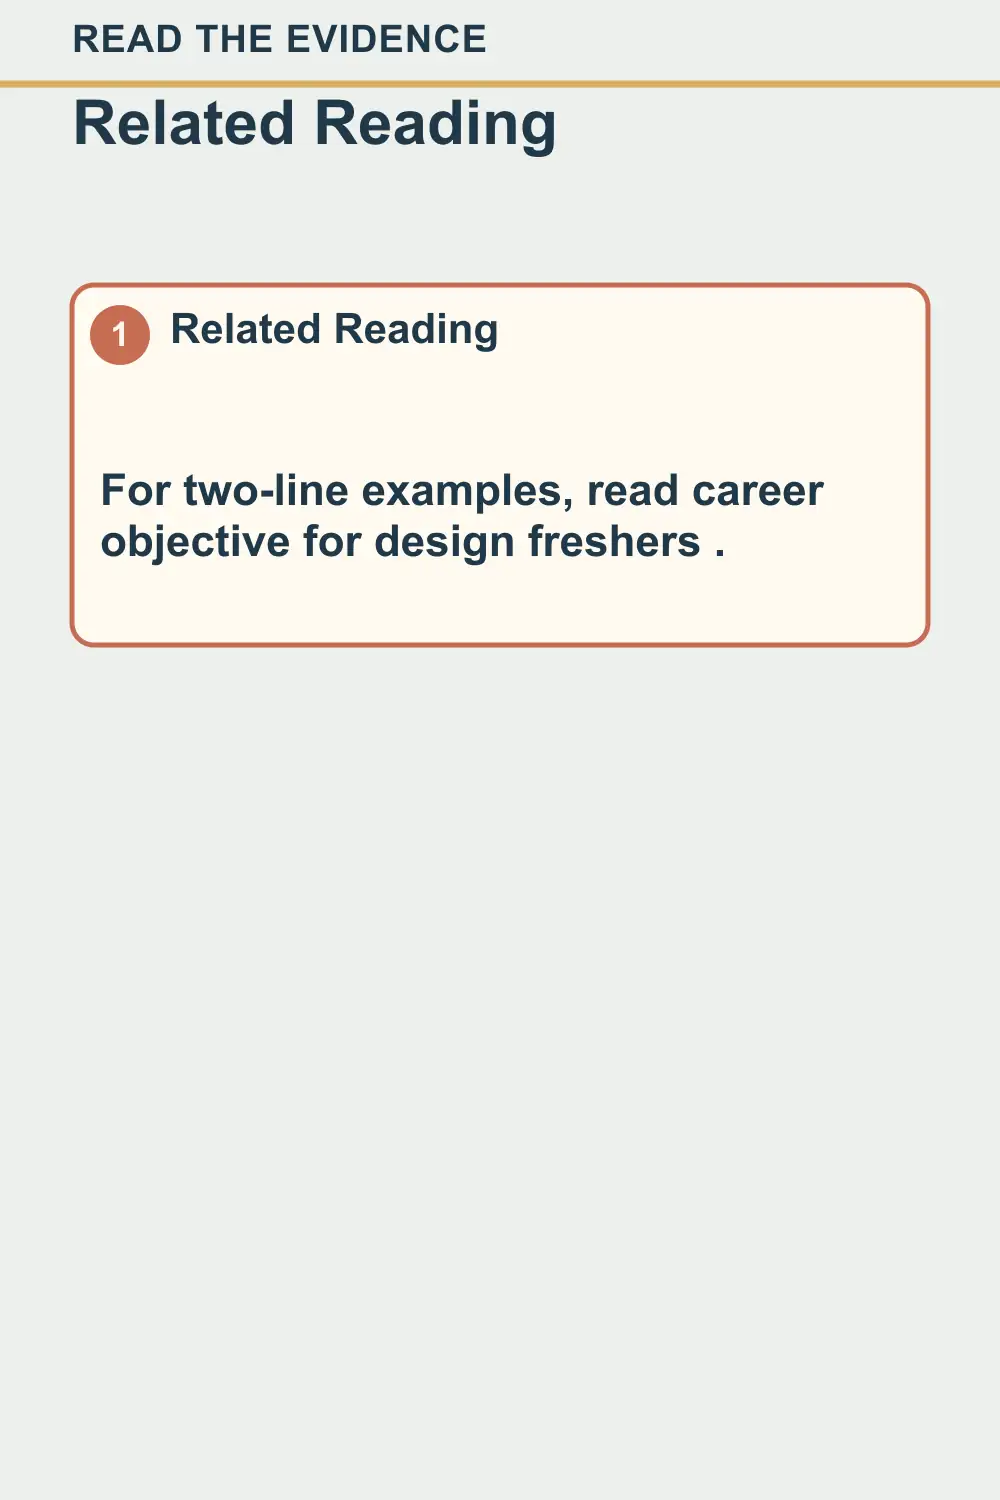 READ THE EVIDENCE
Related Reading
1 Related Reading
For two-line examples, read career
objective for design freshers .